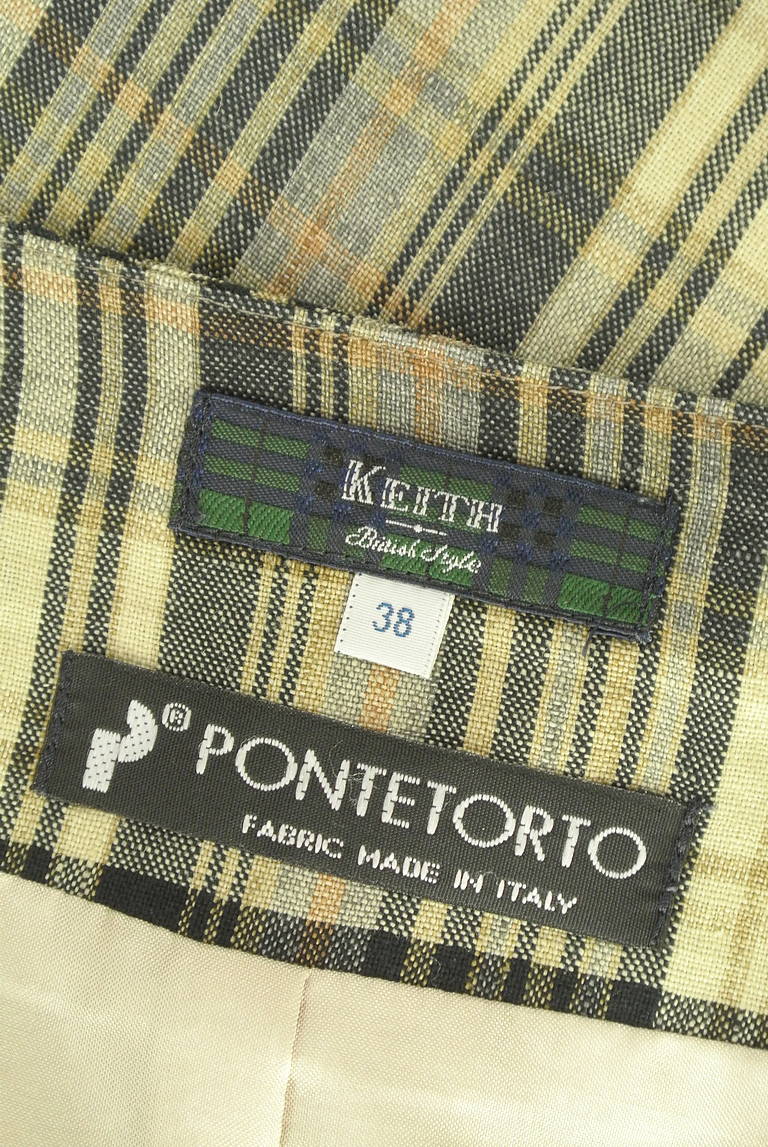 KEITH
British Style
38
P® PONTETORTO
FABRIC MADE IN ITALY